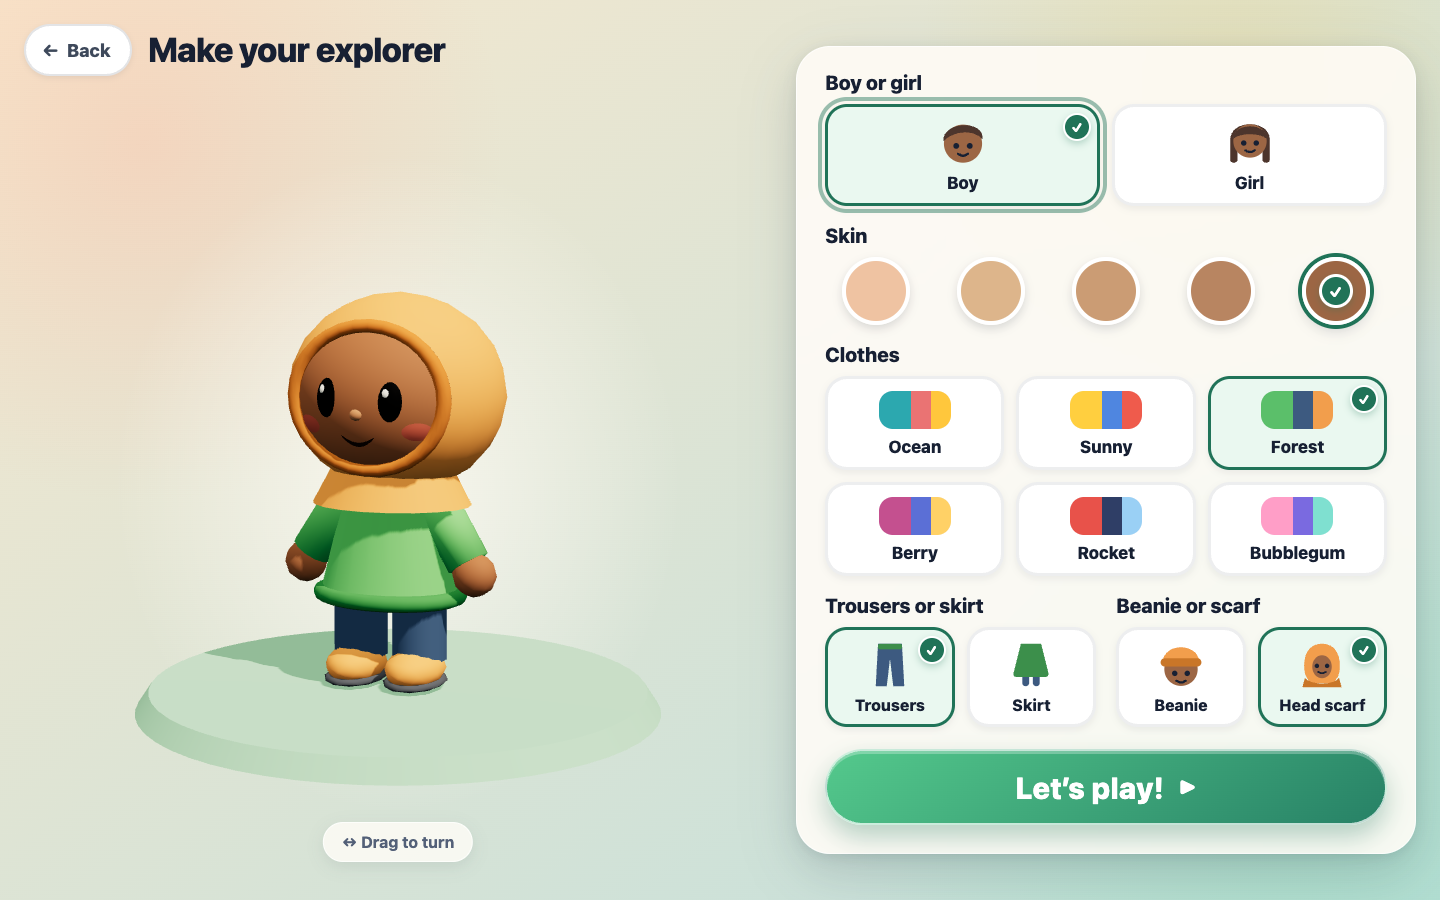 Back
Make your explorer
Boy or girl
Boy
Girl
Skin
Clothes
Ocean
Sunny
Forest
Berry
Rocket
Bubblegum
Trousers or skirt
Beanie or scarf
Trousers
Skirt
Beanie
Head scarf
Let’s play!
Drag to turn